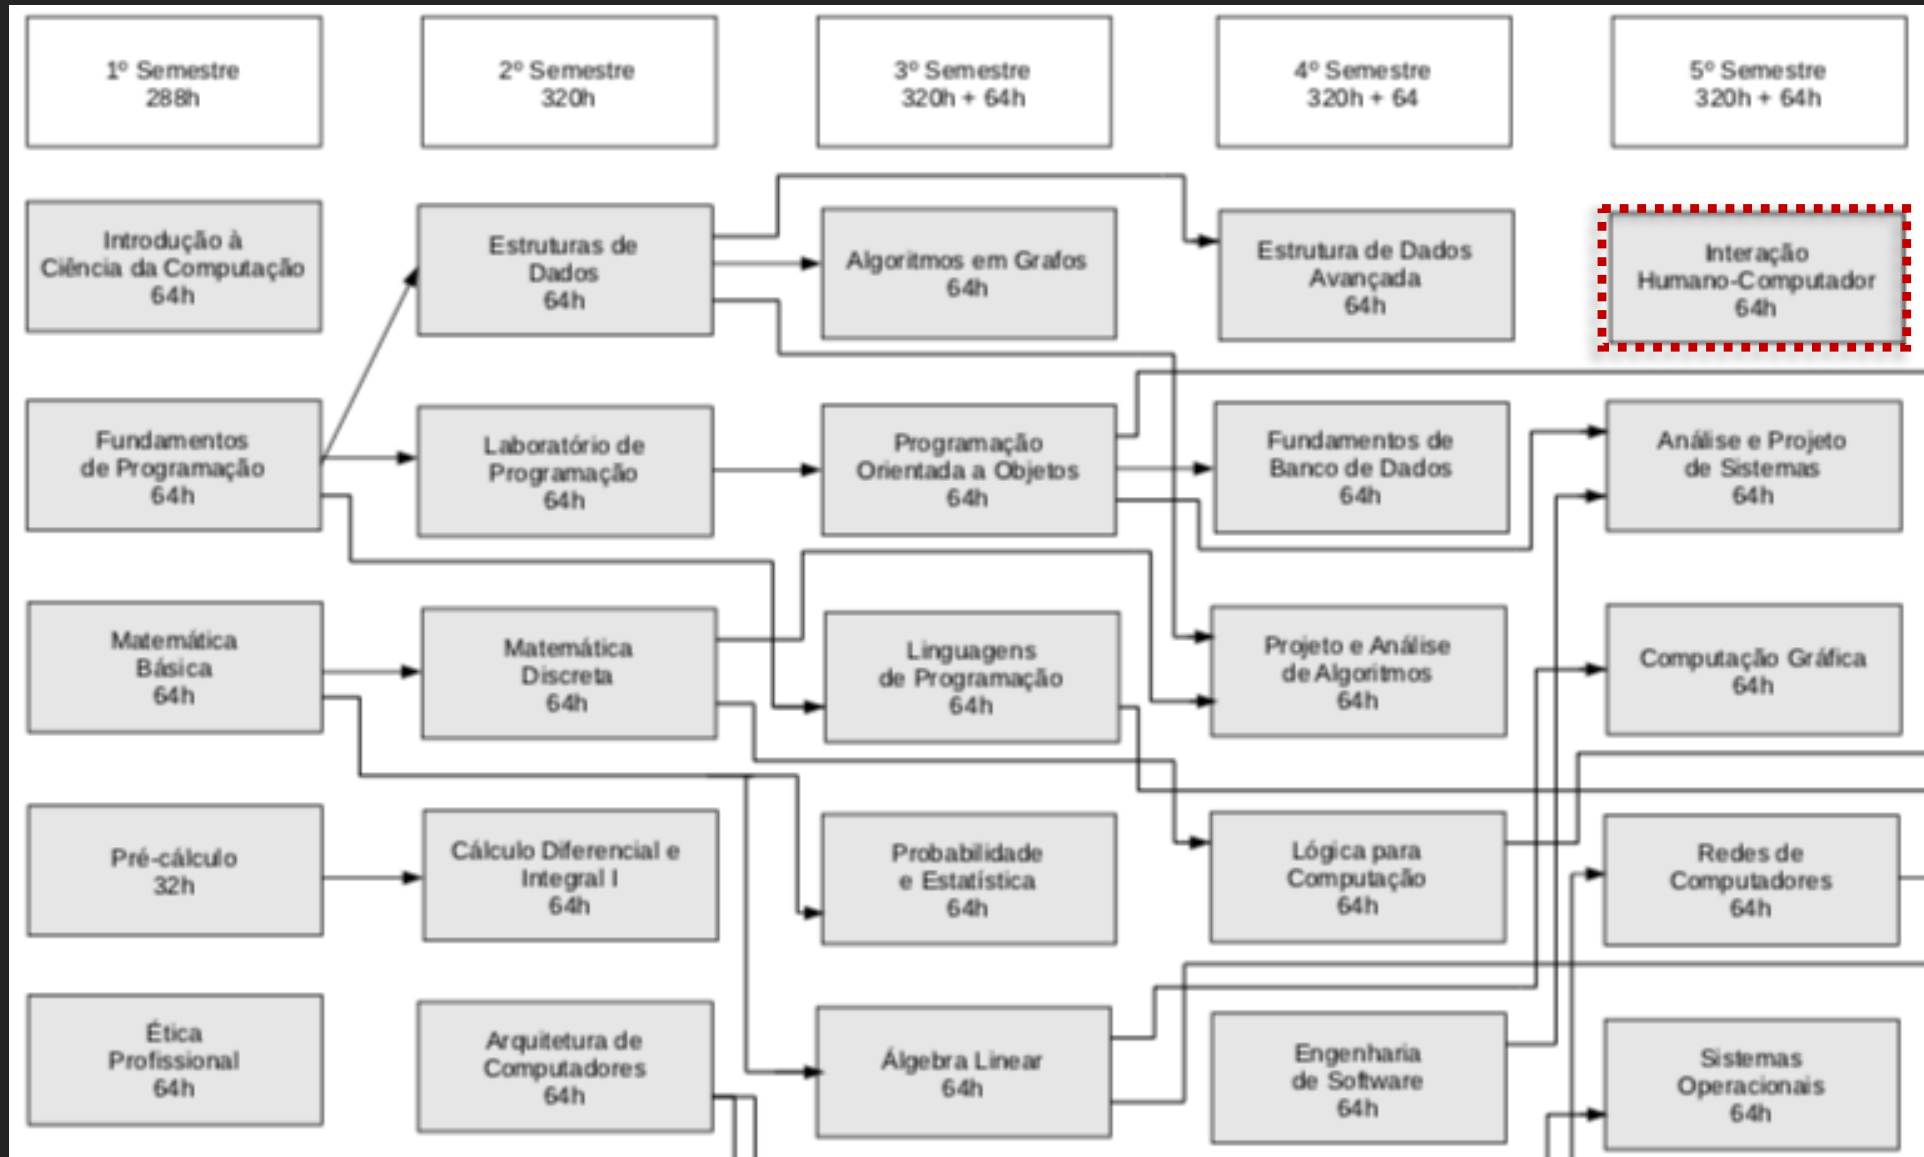 1º Semestre
288h
2º Semestre
320h
3º Semestre
320h + 64h
4º Semestre
320h + 64
5º Semestre
320h + 64h
Introdução à
Ciência da Computação
64h
Estruturas de
Dados
64h
Algoritmos em Grafos
64h
Estrutura de Dados
Avançada
64h
Interação
Humano-Computador
64h
Fundamentos
de Programação
64h
Laboratório de
Programação
64h
Programação
Orientada a Objetos
64h
Fundamentos de
Banco de Dados
64h
Análise e Projeto
de Sistemas
64h
Matemática
Básica
64h
Matemática
Discreta
64h
Linguagens
de Programação
64h
Projeto e Análise
de Algoritmos
64h
Computação Gráfica
64h
Pré-cálculo
32h
Cálculo Diferencial e
Integral I
64h
Probabilidade
e Estatística
64h
Lógica para
Computação
64h
Redes de
Computadores
64h
Ética
Profissional
64h
Arquitetura de
Computadores
64h
Álgebra Linear
64h
Engenharia
de Software
64h
Sistemas
Operacionais
64h